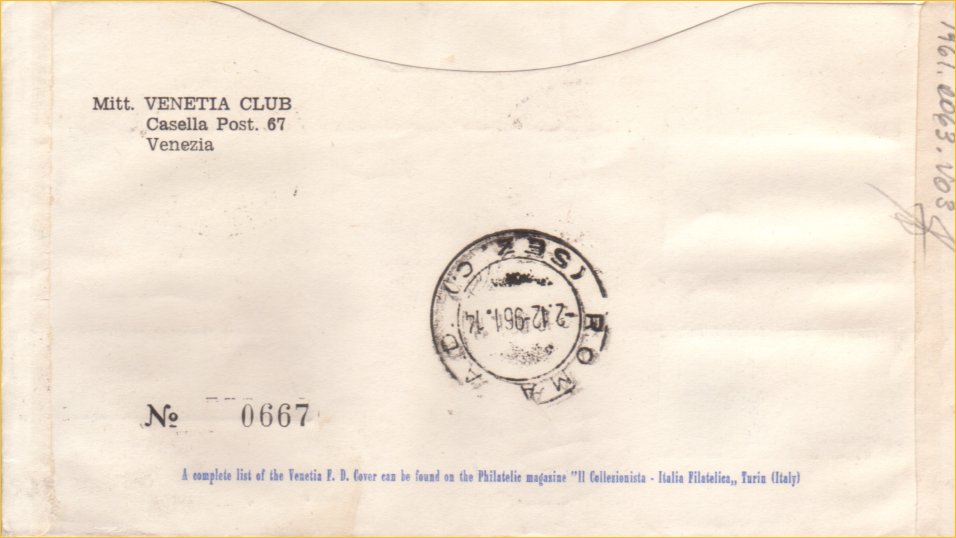 Mitt. VENETIA CLUB
Casella Post. 67
Venezia
1961.0063.V03
ROMA A.D.
(SEZ. C.)
-2.12.961.14
№ 0667
A complete list of the Venetia F. D. Cover can be found on the Philatelic magazine "Il Collezionista - Italia Filatelica„ Turin (Italy)